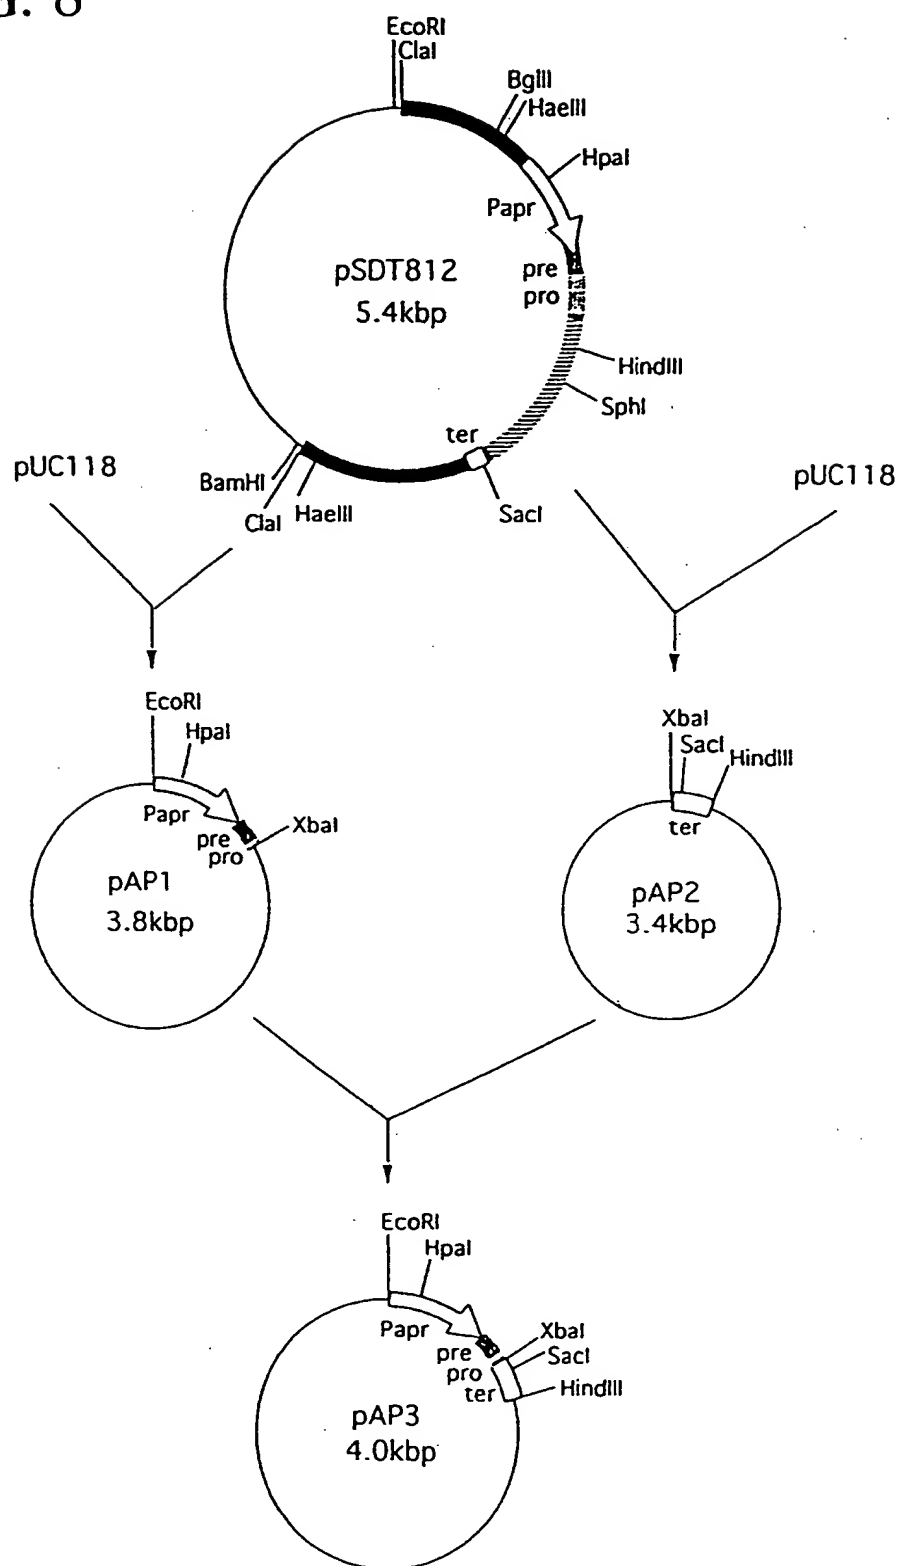 G. 8
EcoRI
ClaI
BglII
HaeIII
HpaI
Papr
pSDT812
5.4kbp
pre
pro
HindIII
SphI
ter
pUC118
BamHI
ClaI
HaeIII
SacI
pUC118
EcoRI
HpaI
Papr
pre
pro
XbaI
pAP1
3.8kbp
XbaI
SacI
HindIII
ter
pAP2
3.4kbp
EcoRI
HpaI
Papr
pre
pro
ter
XbaI
SacI
HindIII
pAP3
4.0kbp